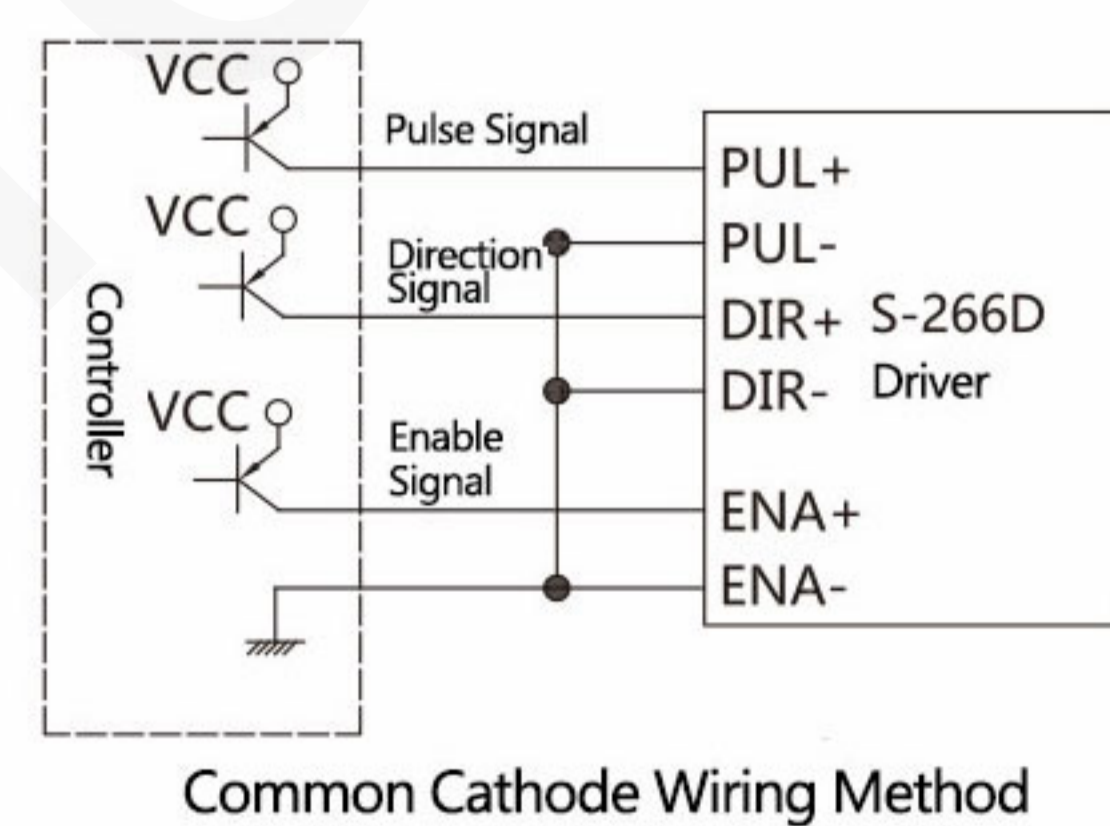 VCC
Pulse Signal
PUL+
VCC
PUL-
Direction
Signal
DIR+ S-266D
Controller
DIR- Driver
VCC
Enable
Signal
ENA+
ENA-
Common Cathode Wiring Method